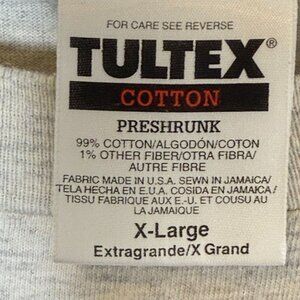 FOR CARE SEE REVERSE
TULTEX®
COTTON
PRESHRUNK
99% COTTON/ALGODÓN/COTON
1% OTHER FIBER/OTRA FIBRA/
AUTRE FIBRE
FABRIC MADE IN U.S.A. SEWN IN JAMAICA/
TELA HECHA EN E.U.A. COSIDA EN JAMAICA/
TISSU FABRIQUE AUX E.-U. ET COUSU AU
LA JAMAIQUE
X-Large
Extragrande/X Grand